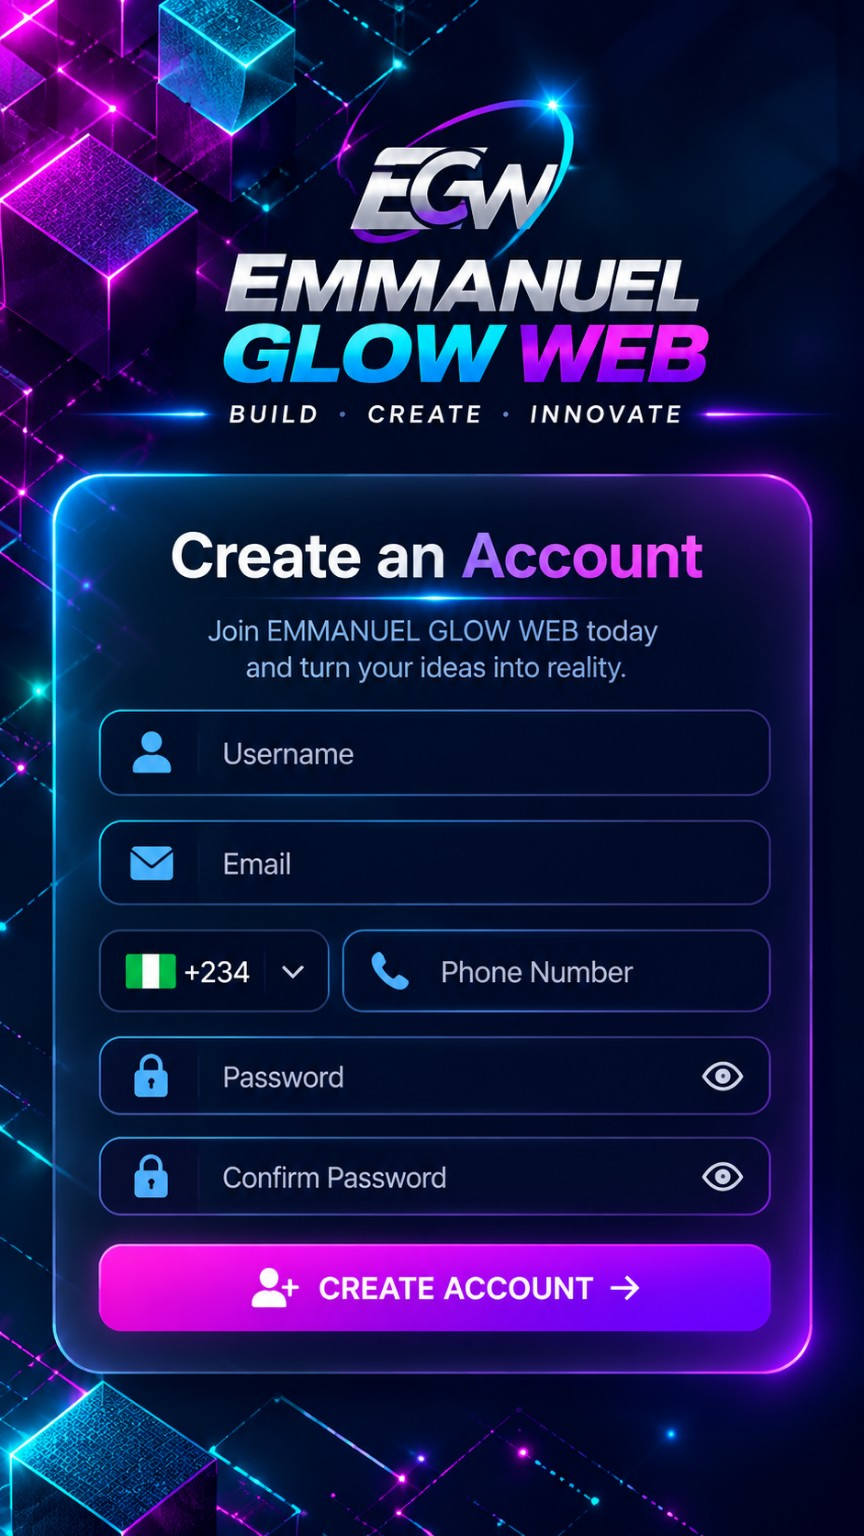 EGW
EMMANUEL
GLOW WEB
BUILD · CREATE · INNOVATE
Create an Account
Join EMMANUEL GLOW WEB today
and turn your ideas into reality.
Username
Email
+234 Phone Number
Password
Confirm Password
CREATE ACCOUNT →